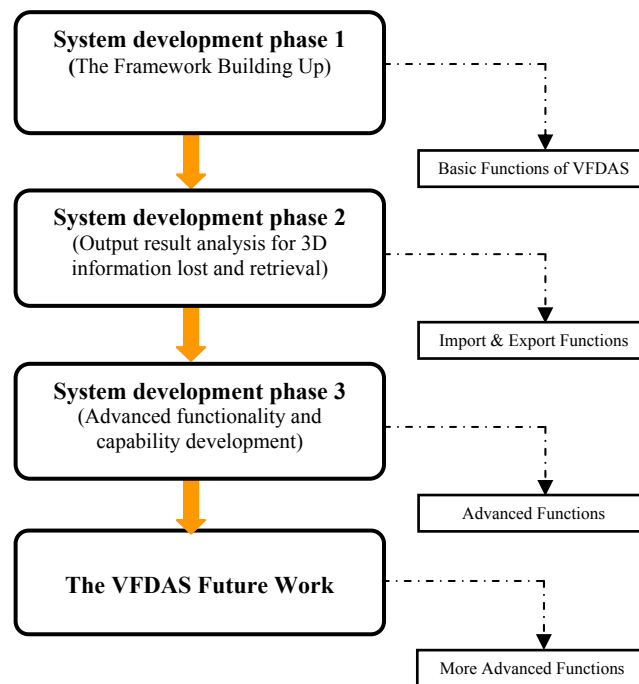 System development phase 1
(The Framework Building Up)
Basic Functions of VFDAS
System development phase 2
(Output result analysis for 3D
information lost and retrieval)
Import & Export Functions
System development phase 3
(Advanced functionality and
capability development)
Advanced Functions
The VFDAS Future Work
More Advanced Functions